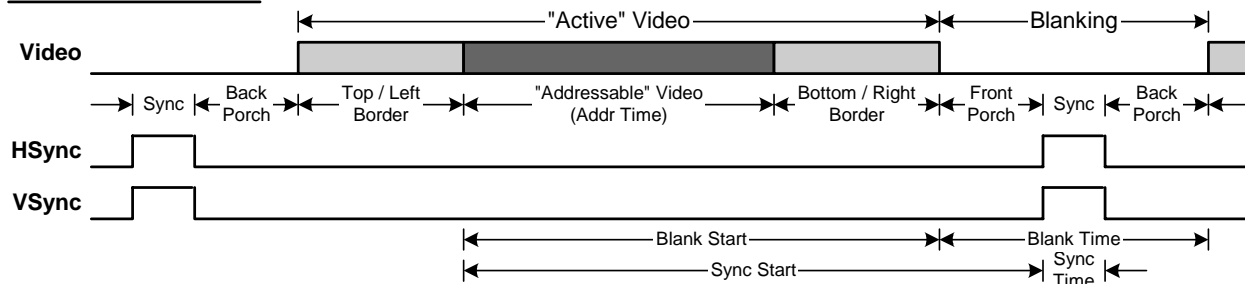 "Active" Video
Blanking
Video
Sync
Back
Porch
Top / Left
Border
"Addressable" Video
(Addr Time)
Bottom / Right
Border
Front
Porch
Sync
Back
Porch
HSync
VSync
Blank Start
Blank Time
Sync Start
Sync
Time